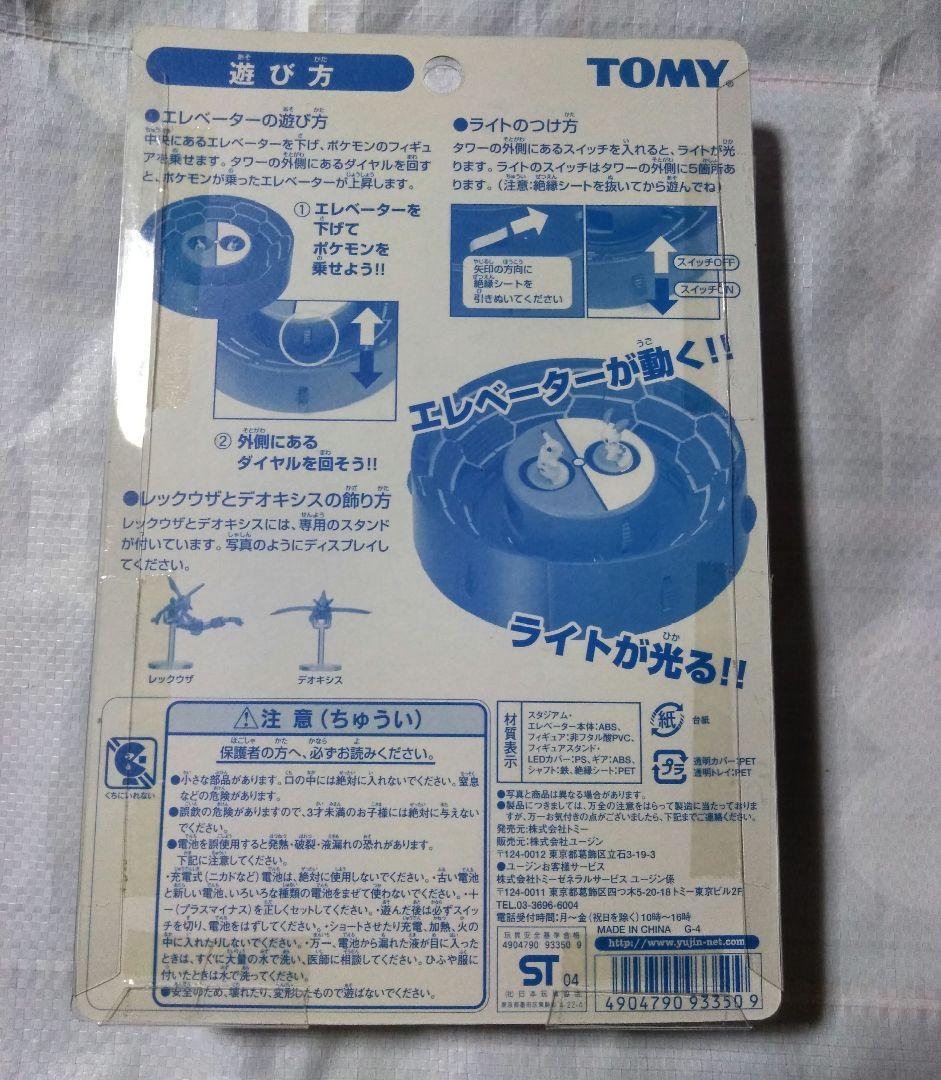 遊び方
TOMY
●エレベーターの遊び方
中央にあるエレベーターを下げ、ポケモンのフィギュ
アを乗せます。タワーの外側にあるダイヤルを回す
と、ポケモンが乗ったエレベーターが上昇します。
① エレベーターを
下げて
ポケモンを
乗せよう!!
② 外側にある
ダイヤルを回そう!!
●ライトのつけ方
タワーの外側にあるスイッチを入れると、ライトが光
ります。ライトのスイッチはタワーの外側に5箇所あ
ります。(注意:絶縁シートを抜いてから遊んでね)
矢印の方向に
絶縁シートを
引きぬいてください
スイッチOFF
スイッチON
エレベーターが動く!!
●レックウザとデオキシスの飾り方
レックウザとデオキシスには、専用のスタンド
が付いています。写真のようにディスプレイし
てください。
レックウザ
デオキシス
ライトが光る!!
くちにいれない
⚠注意(ちゅうい)
保護者の方へ、必ずお読みください。
●小さな部品があります。口の中には絶対に入れないでください。窒息
などの危険があります。
●誤飲の危険がありますので、3才未満のお子様には絶対に与えない
でください。
●電池を誤使用すると発熱・破裂・液漏れの恐れがあります。
下記に注意してください。
・充電式(ニカドなど)電池は、絶対に使用しないでください。・古い電池
と新しい電池、いろいろな種類の電池をまぜて使わないでください。・+
ー(プラスマイナス)を正しくセットしてください。・遊んだ後は必ずスイッ
チを切り、電池をはずしてください。・ショートさせたり充電、加熱、火の
中に入れたりしないでください。・万一、電池から漏れた液が目に入った
ときは、すぐに大量の水で洗い、医師に相談してください。ひふや服に
付いたときは水で洗ってください。
●安全のため、壊れたり、変形したもので遊ばないでください。
材質表示
スタジアム・
エレベーター本体:ABS、
フィギュア:非フタル酸PVC、
フィギュアスタンド・
LEDカバー:PS、ギア:ABS、
シャフト:鉄、絶縁シート:PET
紙
台紙
プラ
透明カバー:PET
透明トレイ:PET
●写真と商品は異なる場合があります。
●製品につきましては、万全の注意をはらって製造に当たっておりま
すが、万一お気付きの点がございましたら、下記までご連絡ください。
発売元:株式会社トミー
販売元:株式会社ユージン
〒124-0012 東京都葛飾区立石3-19-3
●ユージンお客様サービス
株式会社トミーゼネラルサービス ユージン係
〒124-0011 東京都葛飾区四つ木5-20-18トミー東京ビル2F
TEL.03-3696-6004
電話受付時間:月～金(祝日を除く)10時～16時
MADE IN CHINA G-4
http://www.yujin-net.com
玩具安全基準合格
4904790 93350 9
ST 04
(社)日本玩具協会
4 904790 933509